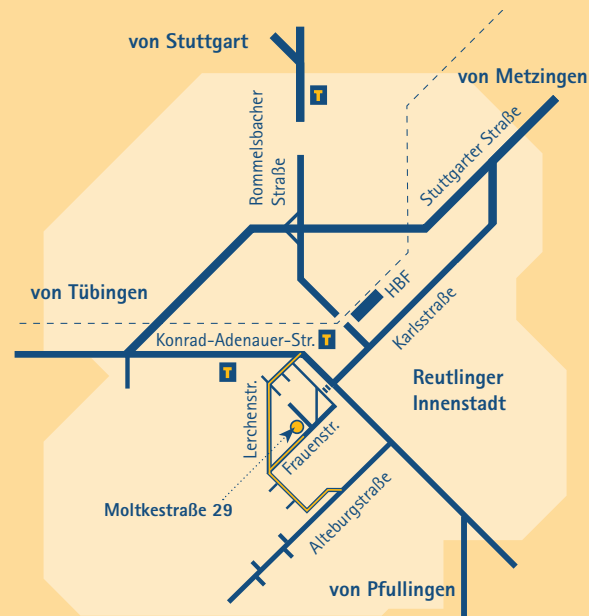 von Stuttgart
T
von Metzingen
Rommelsbacher
Straße
Stuttgarter Straße
von Tübingen
HBF
Karlsstraße
Konrad-Adenauer-Str.
T
T
Reutlinger
Innenstadt
Lerchenstr.
Frauenstr.
Moltkestraße 29
Alteburgstraße
von Pfullingen